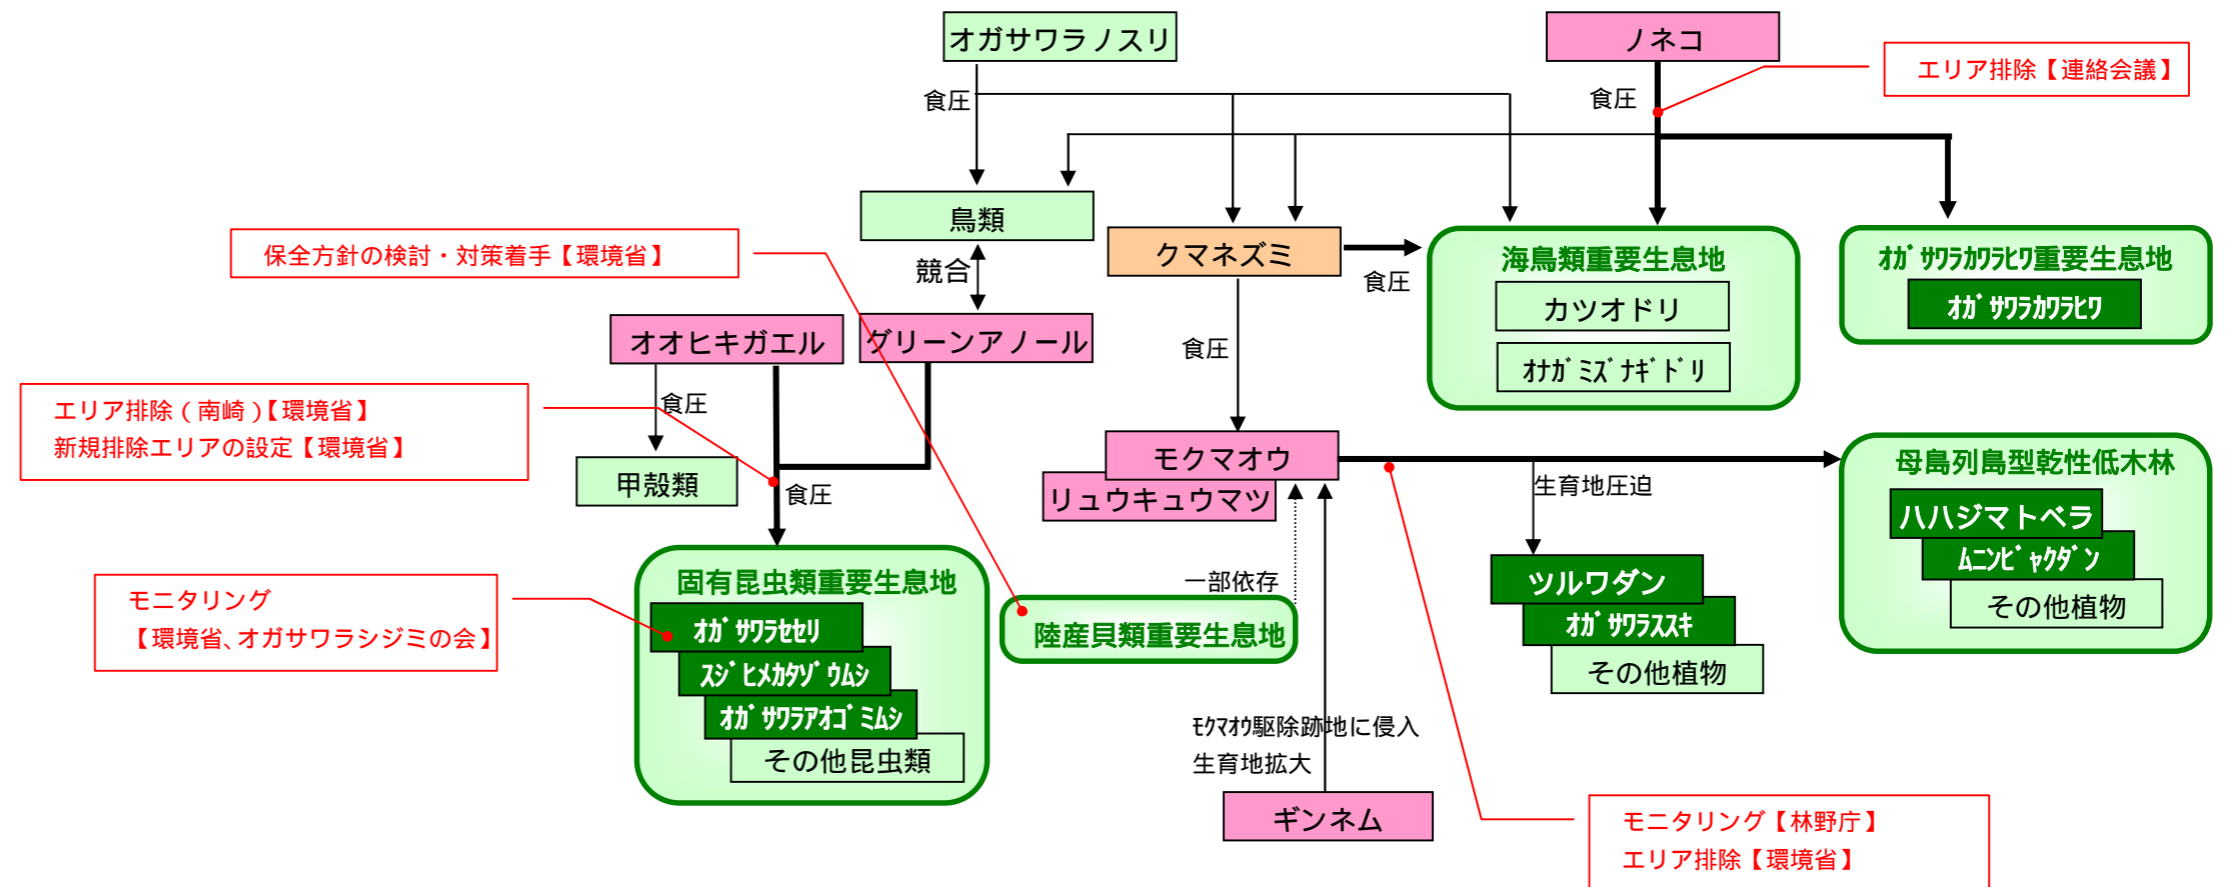 オガサワラノスリ
ノネコ
エリア排除【連絡会議】
食圧
食圧
鳥類
保全方針の検討・対策着手【環境省】
クマネズミ
食圧
海鳥類重要生息地
カツオドリ
ｵﾅｶﾞﾐｽﾞﾅｷﾞﾄﾞﾘ
ｵｶﾞｻﾜﾗｶﾜﾗﾋﾜ重要生息地
ｵｶﾞｻﾜﾗｶﾜﾗﾋﾜ
競合
オオヒキガエル
グリーンアノール
食圧
エリア排除（南崎）【環境省】
新規排除エリアの設定【環境省】
食圧
甲殻類
食圧
モクマオウ
リュウキュウマツ
生育地圧迫
母島列島型乾性低木林
ハハジマトベラ
ﾑﾆﾝﾋﾞｬｸﾀﾞﾝ
その他植物
固有昆虫類重要生息地
ｵｶﾞｻﾜﾗｾｾﾘ
ｽｼﾞﾋﾒｶﾀｿﾞｳﾑｼ
ｵｶﾞｻﾜﾗｱｵｺﾞﾐﾑｼ
その他昆虫類
モニタリング
【環境省、オガサワラシジミの会】
一部依存
陸産貝類重要生息地
ツルワダン
ｵｶﾞｻﾜﾗｽｽｷ
その他植物
ﾓｸﾏｵｳ駆除跡地に侵入
生育地拡大
ギンネム
モニタリング【林野庁】
エリア排除【環境省】